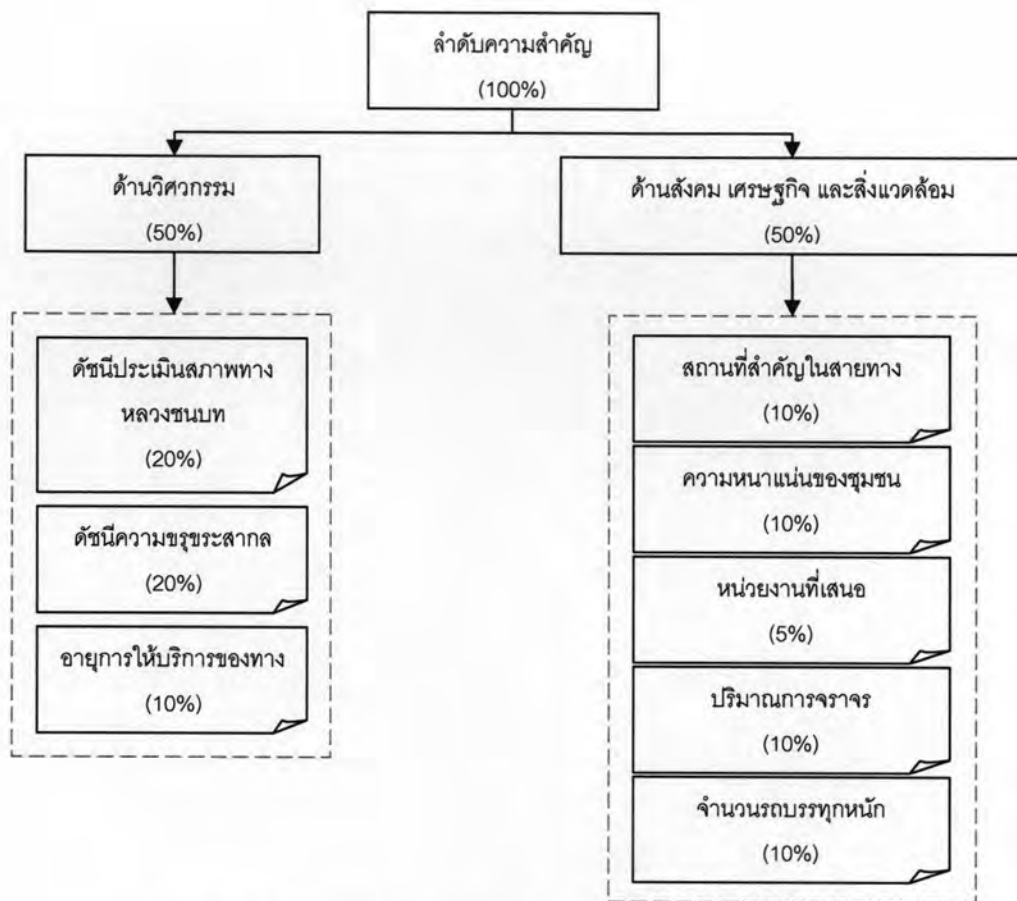 ลำดับความสำคัญ
(100%)
ด้านวิศวกรรม
(50%)
ด้านสังคม เศรษฐกิจ และสิ่งแวดล้อม
(50%)
ดัชนีประเมินสภาพทาง
หลวงชนบท
(20%)
ดัชนีความขรุขระสากล
(20%)
อายุการให้บริการของทาง
(10%)
สถานที่สำคัญในสายทาง
(10%)
ความหนาแน่นของชุมชน
(10%)
หน่วยงานที่เสนอ
(5%)
ปริมาณการจราจร
(10%)
จำนวนรถบรรทุกหนัก
(10%)